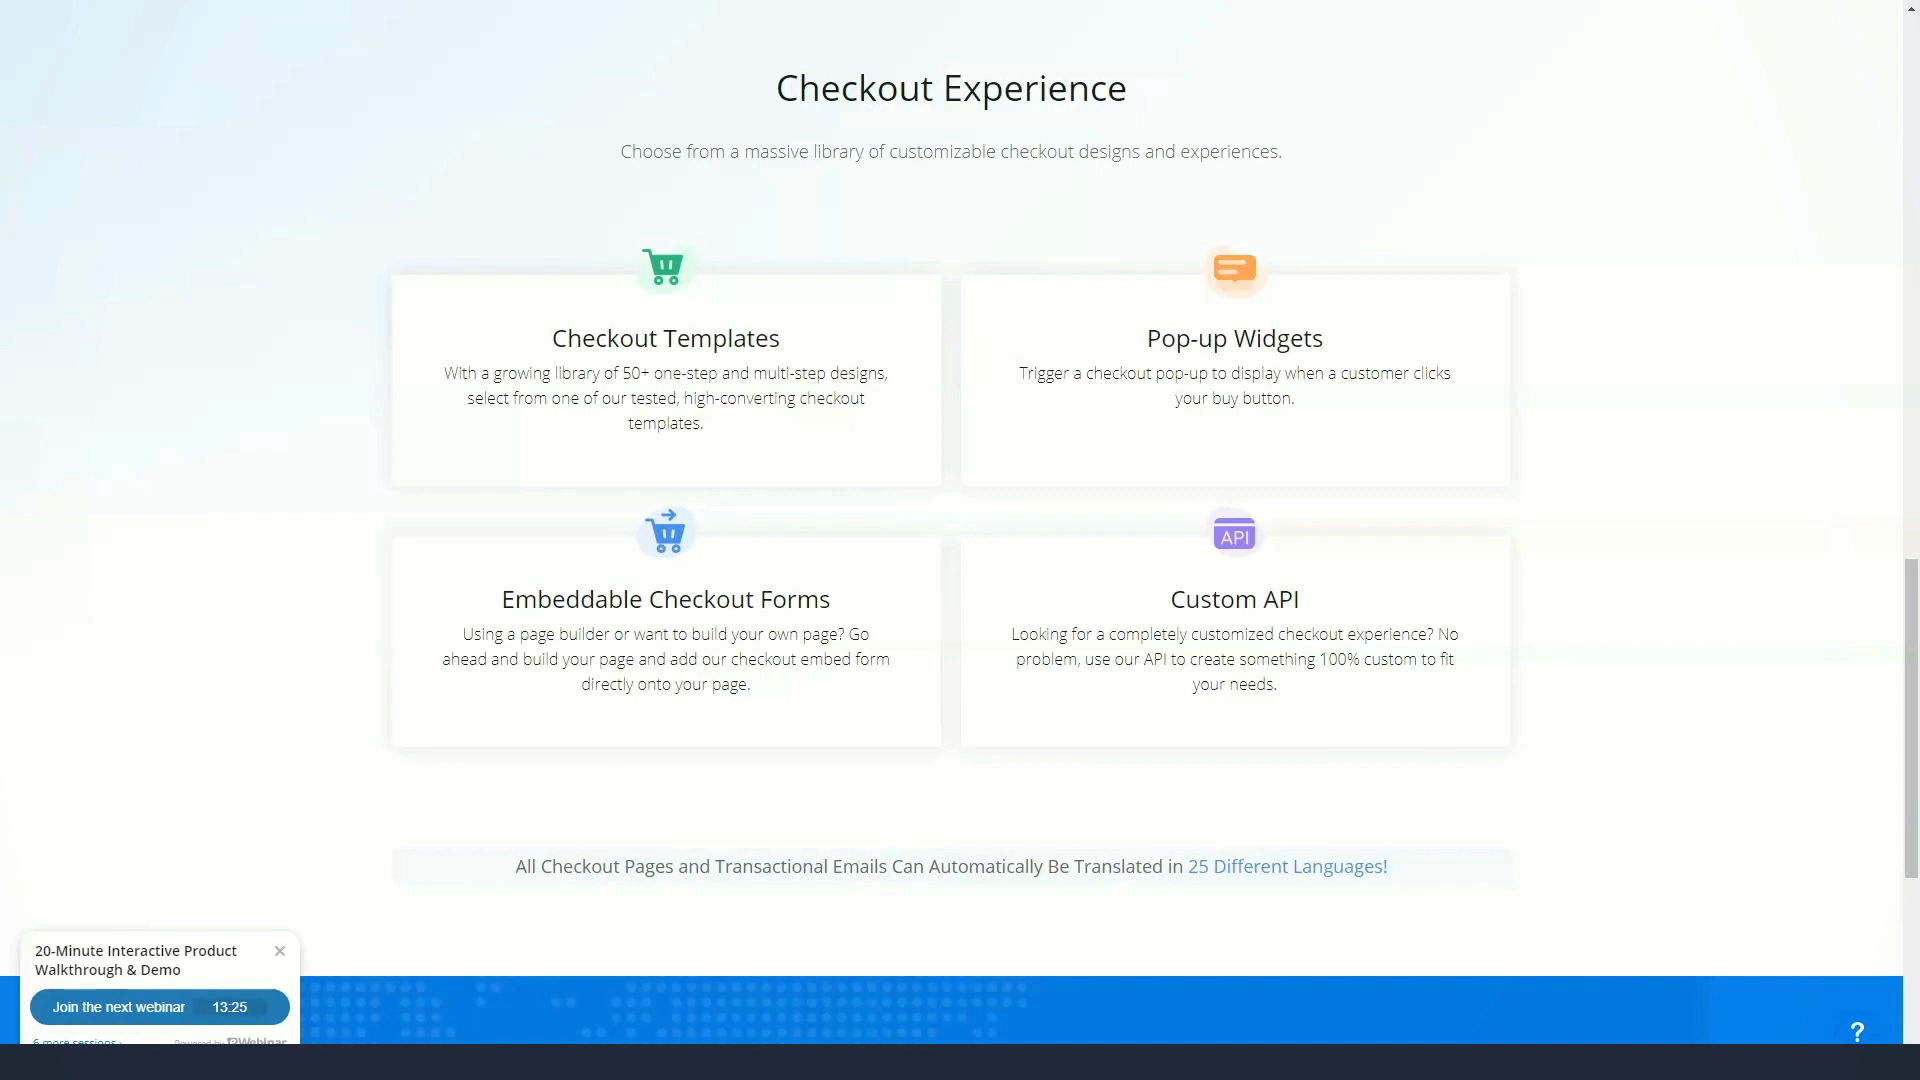 Checkout Experience
Choose from a massive library of customizable checkout designs and experiences.
Checkout Templates
With a growing library of 50+ one-step and multi-step designs,
select from one of our tested, high-converting checkout
templates.
Pop-up Widgets
Trigger a checkout pop-up to display when a customer clicks
your buy button.
Embeddable Checkout Forms
Using a page builder or want to build your own page? Go
ahead and build your page and add our checkout embed form
directly onto your page.
API
Custom API
Looking for a completely customized checkout experience? No
problem, use our API to create something 100% custom to fit
your needs.
All Checkout Pages and Transactional Emails Can Automatically Be Translated in 25 Different Languages!
20-Minute Interactive Product
Walkthrough & Demo
Join the next webinar 13:25
6 more sessions
Powered by eWebinar
?